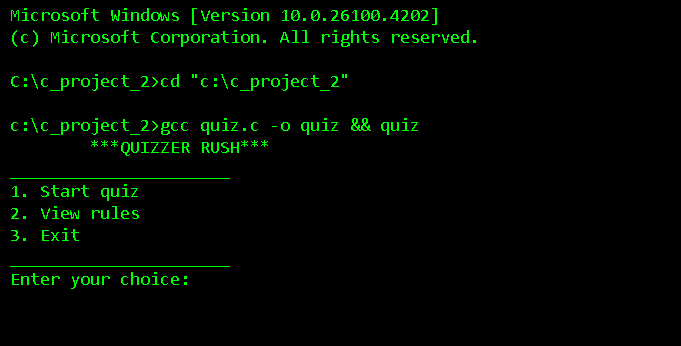 Microsoft Windows [Version 10.0.26100.4202]
(c) Microsoft Corporation. All rights reserved.
C:\c_project_2>cd "c:\c_project_2"
c:\c_project_2>gcc quiz.c -o quiz && quiz
***QUIZZER RUSH***
______________________
1. Start quiz
2. View rules
3. Exit
______________________
Enter your choice: